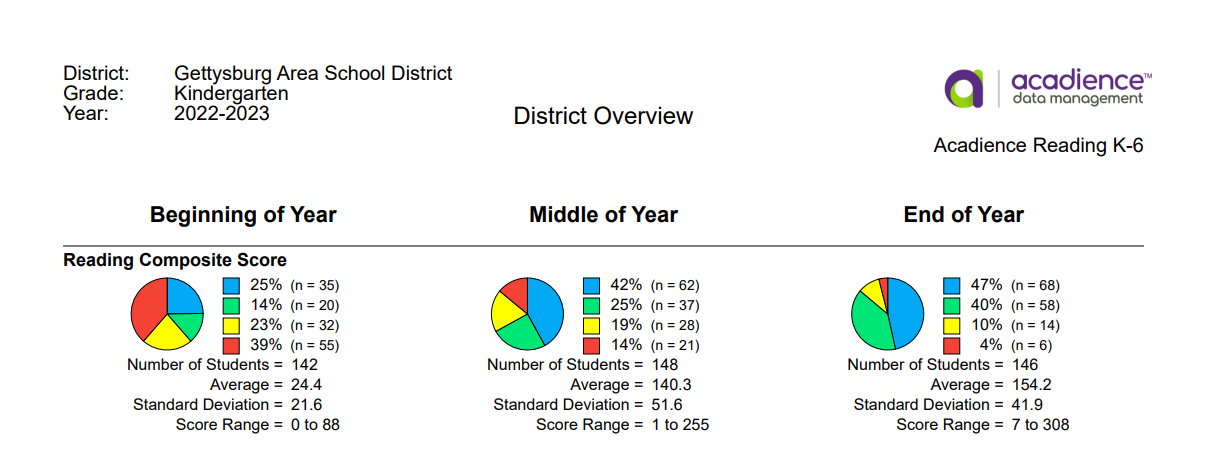 District: Gettysburg Area School District
Grade: Kindergarten
Year: 2022-2023
acadience™
data management
District Overview
Acadience Reading K-6
Beginning of Year Middle of Year End of Year
Reading Composite Score
25% (n = 35) 42% (n = 62) 47% (n = 68)
14% (n = 20) 25% (n = 37) 40% (n = 58)
23% (n = 32) 19% (n = 28) 10% (n = 14)
39% (n = 55) 14% (n = 21) 4% (n = 6)
Number of Students = 142 Number of Students = 148 Number of Students = 146
Average = 24.4 Average = 140.3 Average = 154.2
Standard Deviation = 21.6 Standard Deviation = 51.6 Standard Deviation = 41.9
Score Range = 0 to 88 Score Range = 1 to 255 Score Range = 7 to 308